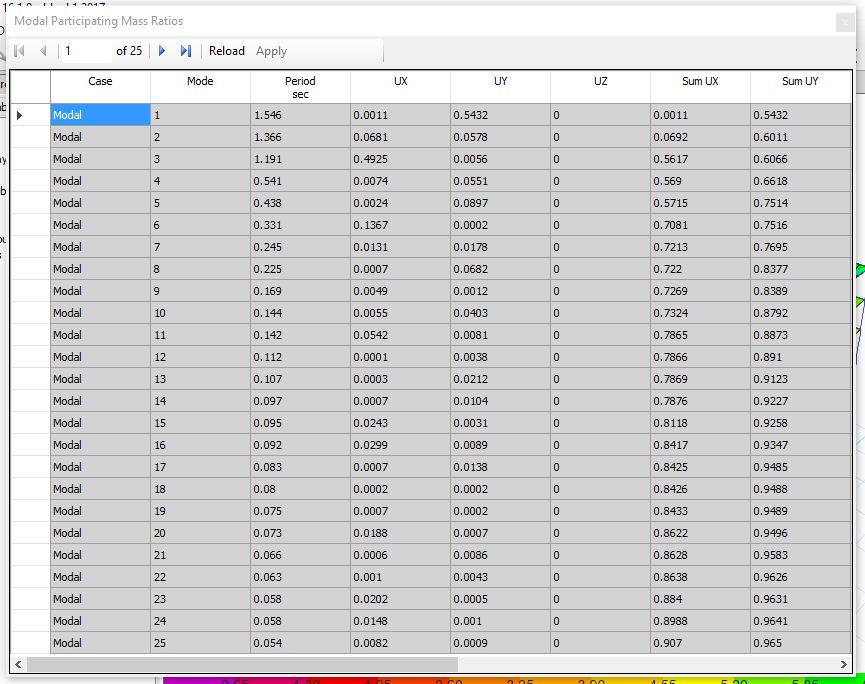 Modal Participating Mass Ratios
1 of 25 Reload Apply
Case Mode Period sec UX UY UZ Sum UX Sum UY
Modal 1 1.546 0.0011 0.5432 0 0.0011 0.5432
Modal 2 1.366 0.0681 0.0578 0 0.0692 0.6011
Modal 3 1.191 0.4925 0.0056 0 0.5617 0.6066
Modal 4 0.541 0.0074 0.0551 0 0.569 0.6618
Modal 5 0.438 0.0024 0.0897 0 0.5715 0.7514
Modal 6 0.331 0.1367 0.0002 0 0.7081 0.7516
Modal 7 0.245 0.0131 0.0178 0 0.7213 0.7695
Modal 8 0.225 0.0007 0.0682 0 0.722 0.8377
Modal 9 0.169 0.0049 0.0012 0 0.7269 0.8389
Modal 10 0.144 0.0055 0.0403 0 0.7324 0.8792
Modal 11 0.142 0.0542 0.0081 0 0.7865 0.8873
Modal 12 0.112 0.0001 0.0038 0 0.7866 0.891
Modal 13 0.107 0.0003 0.0212 0 0.7869 0.9123
Modal 14 0.097 0.0007 0.0104 0 0.7876 0.9227
Modal 15 0.095 0.0243 0.0031 0 0.8118 0.9258
Modal 16 0.092 0.0299 0.0089 0 0.8417 0.9347
Modal 17 0.083 0.0007 0.0138 0 0.8425 0.9485
Modal 18 0.08 0.0002 0.0002 0 0.8426 0.9488
Modal 19 0.075 0.0007 0.0002 0 0.8433 0.9489
Modal 20 0.073 0.0188 0.0007 0 0.8622 0.9496
Modal 21 0.066 0.0006 0.0086 0 0.8628 0.9583
Modal 22 0.063 0.001 0.0043 0 0.8638 0.9626
Modal 23 0.058 0.0202 0.0005 0 0.884 0.9631
Modal 24 0.058 0.0148 0.001 0 0.8988 0.9641
Modal 25 0.054 0.0082 0.0009 0 0.907 0.965